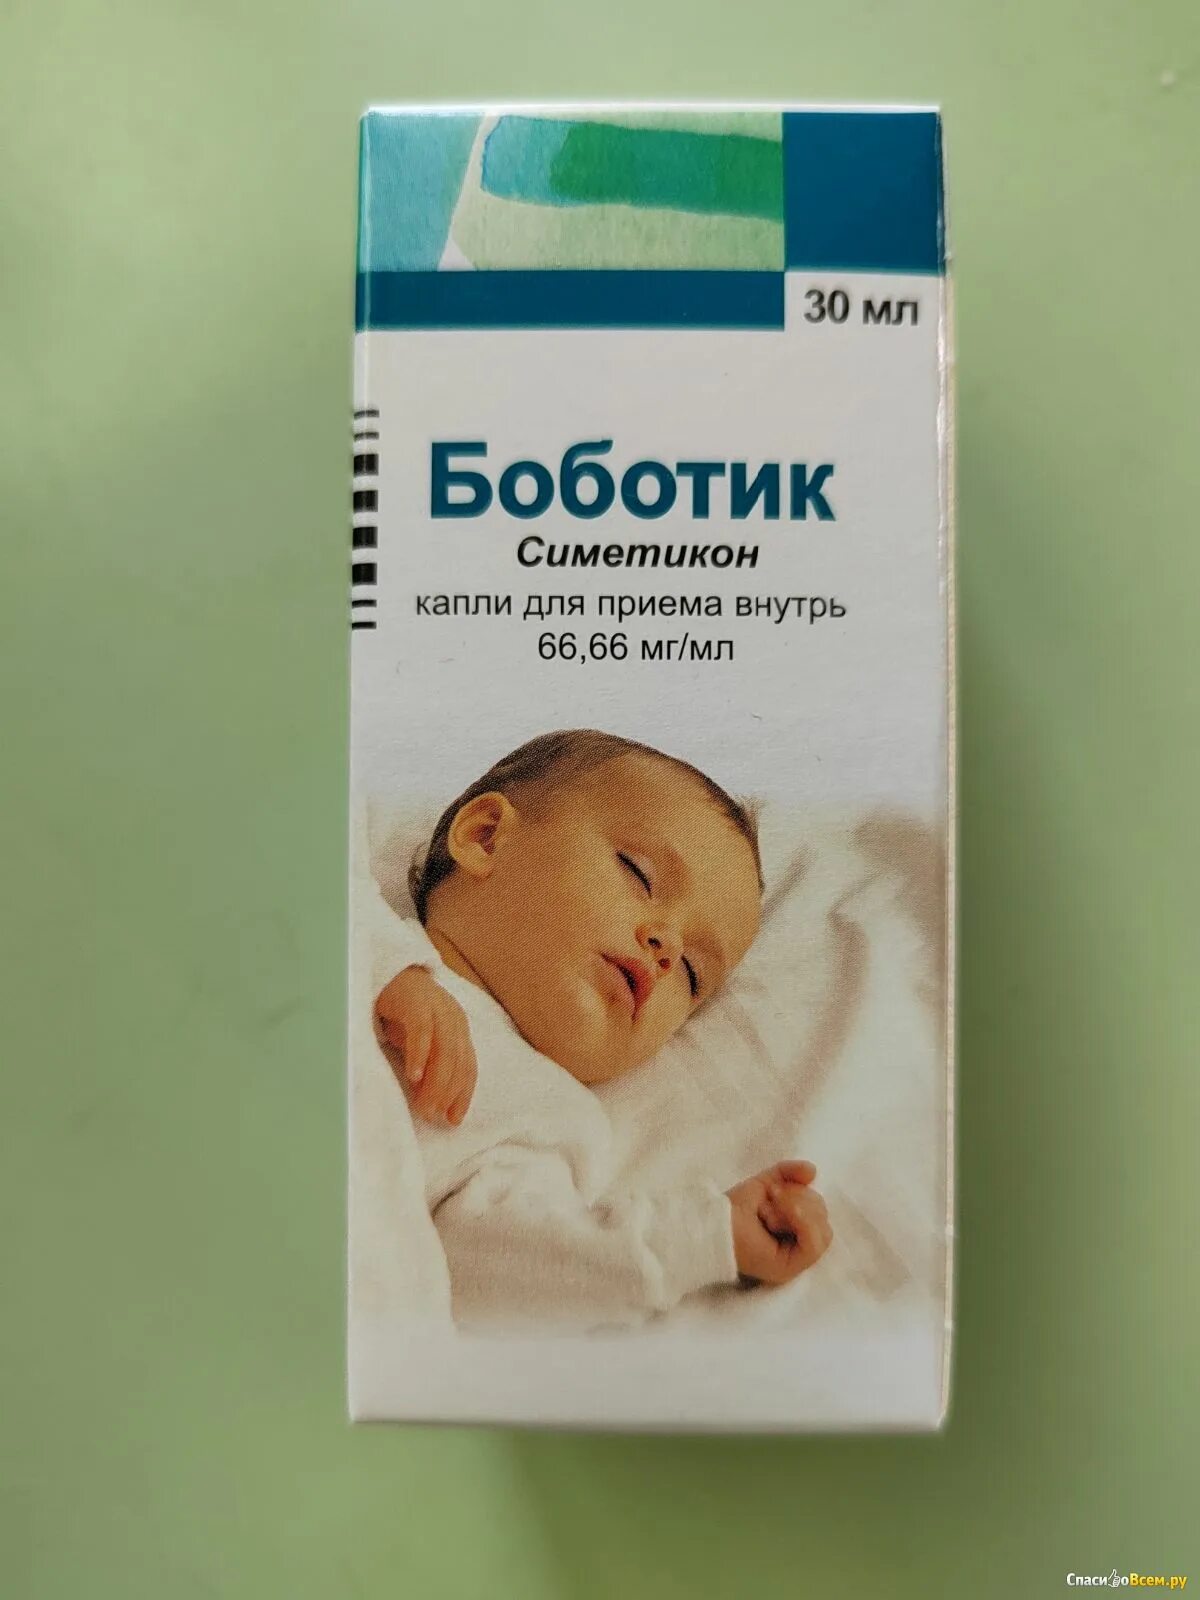 30 мл
Боботик
Симетикон
капли для приема внутрь
66,66 мг/мл
СпасибоВсем.ру